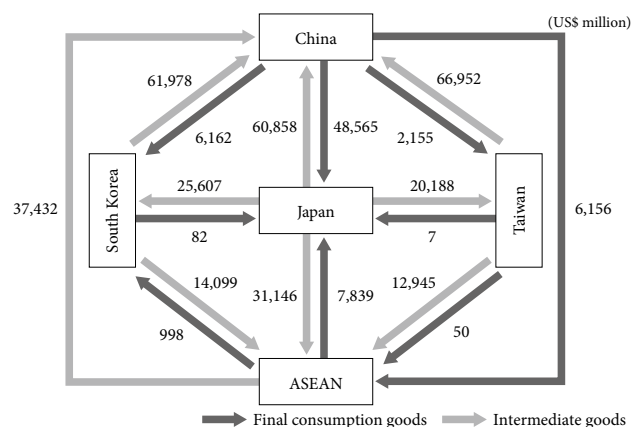 (US$ million)
China
61,978
66,952
6,162
60,858
48,565
2,155
South Korea
25,607
20,188
37,432
Japan
Taiwan
6,156
82
7
14,099
31,146
7,839
12,945
998
50
ASEAN
Final consumption goods
Intermediate goods